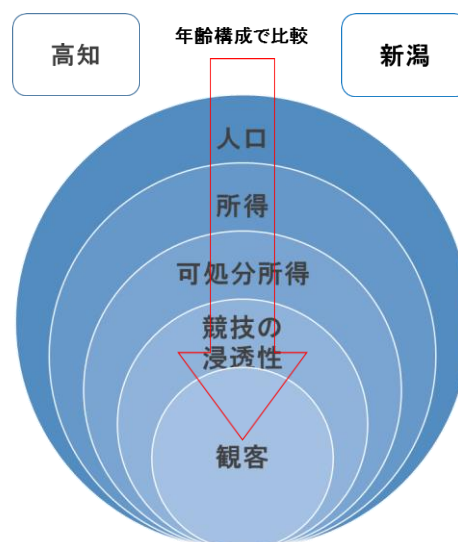 高知
年齢構成で比較
新潟
人口
所得
可処分所得
競技の
浸透性
観客